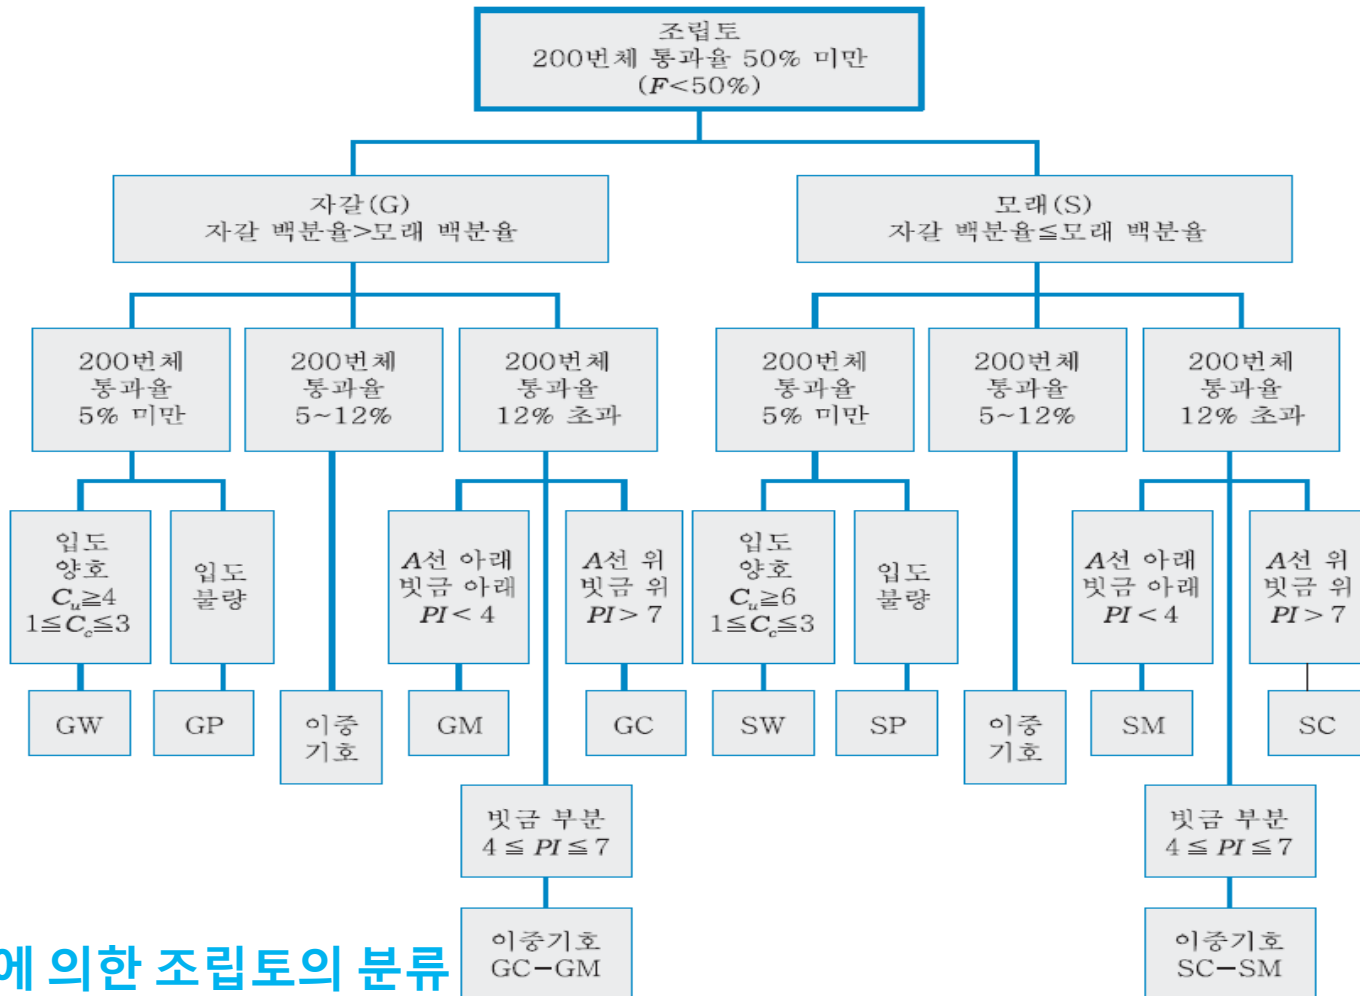 조립토
200번체 통과율 50% 미만
(F<50%)
자갈(G)
자갈 백분율>모래 백분율
모래(S)
자갈 백분율≦모래 백분율
200번체
통과율
5% 미만
200번체
통과율
5~12%
200번체
통과율
12% 초과
200번체
통과율
5% 미만
200번체
통과율
5~12%
200번체
통과율
12% 초과
입도
양호
Cu≧4
1≦Cc≦3
입도
불량
A선 아래
빗금 아래
PI< 4
A선 위
빗금 위
PI> 7
입도
양호
Cu≧6
1≦Cc≦3
입도
불량
A선 아래
빗금 아래
PI< 4
A선 위
빗금 위
PI> 7
GW
GP
이중
기호
GM
GC
SW
SP
이중
기호
SM
SC
빗금 부분
4 ≦ PI ≦ 7
빗금 부분
4 ≦ PI ≦ 7
이중기호
GC-GM
이중기호
SC-SM
에 의한 조립토의 분류